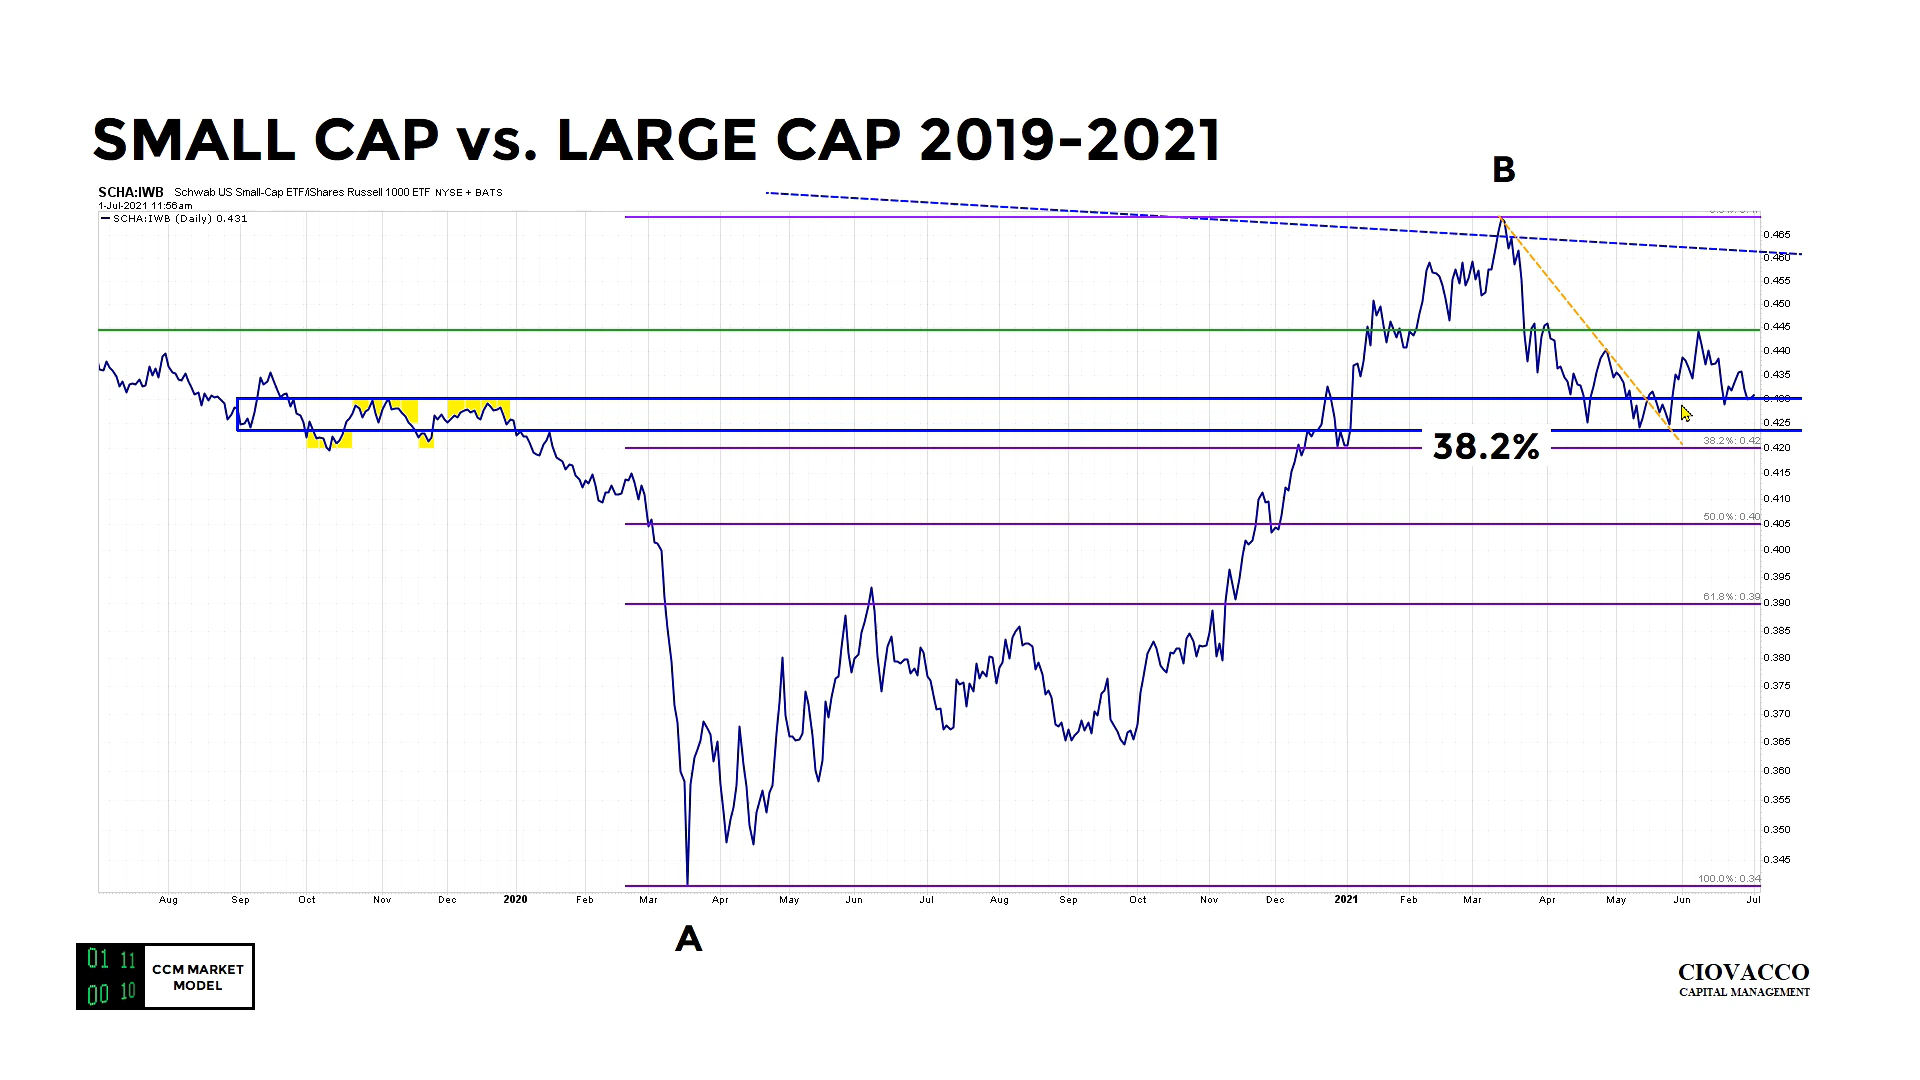 SMALL CAP vs. LARGE CAP 2019-2021
B
SCHA:IWB Schwab US Small-Cap ETF/iShares Russell 1000 ETF NYSE + BATS
1-Jul-2021 11:56am
SCHA:IWB (Daily) 0.431
0.465
0.460
0.455
0.450
0.445
0.440
0.435
0.430
0.425
38.2%
38.2%: 0.42
0.420
0.415
0.410
50.0%: 0.40
0.405
0.400
0.395
61.8%: 0.39
0.390
0.385
0.380
0.375
0.370
0.365
0.360
0.355
0.350
0.345
100.0%: 0.34
Aug Sep Oct Nov Dec 2020 Feb Mar Apr May Jun Jul Aug Sep Oct Nov Dec 2021 Feb Mar Apr May Jun Jul
A
01 11
00 10
CCM MARKET
MODEL
CIOVACCO
CAPITAL MANAGEMENT